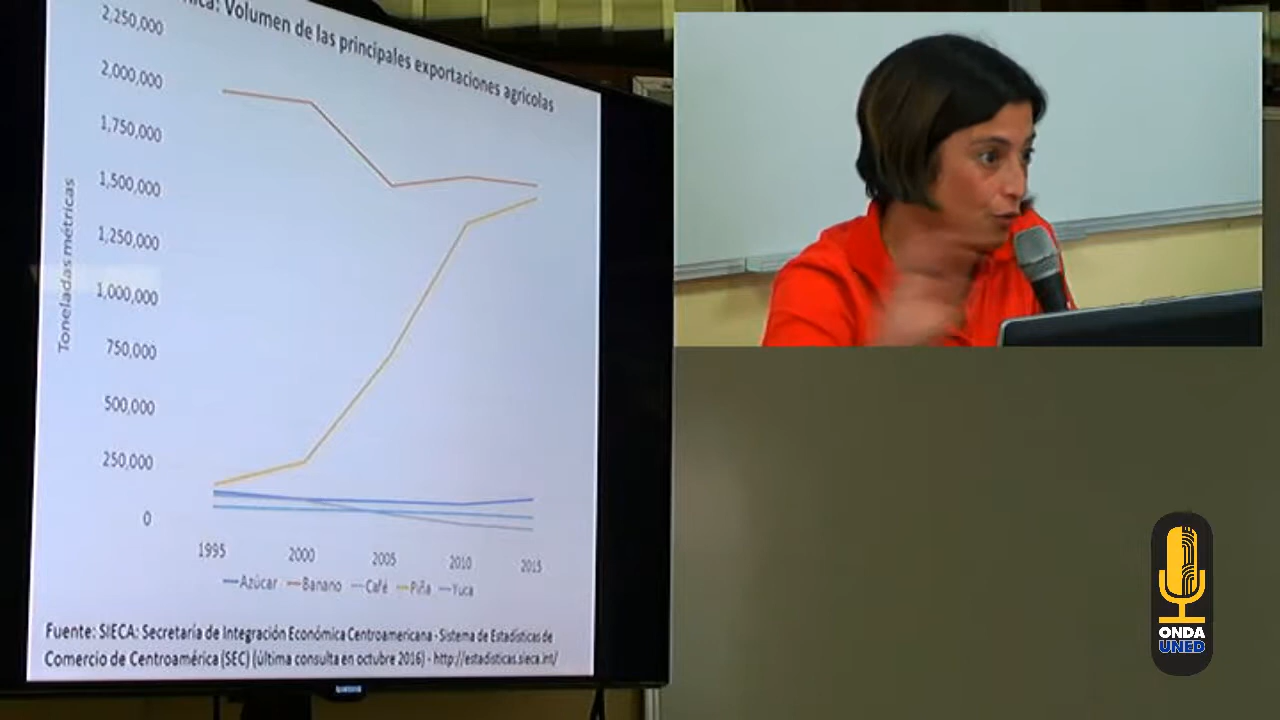 Volumen de las principales exportaciones agrícolas
2,250,000
2,000,000
1,750,000
1,500,000
1,250,000
1,000,000
750,000
500,000
250,000
0
Toneladas métricas
1995 2000 2005 2010 2015
Azúcar Banano Café Piña Yuca
Fuente: SIECA: Secretaría de Integración Económica Centroamericana - Sistema de Estadísticas de
Comercio de Centroamérica (SEC) (última consulta en octubre 2016) - http://estadisticas.sieca.int/
ONDA
UNED